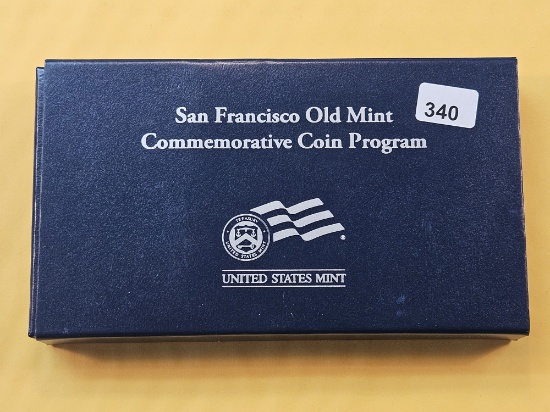 San Francisco Old Mint
Commemorative Coin Program
340
UNITED STATES MINT